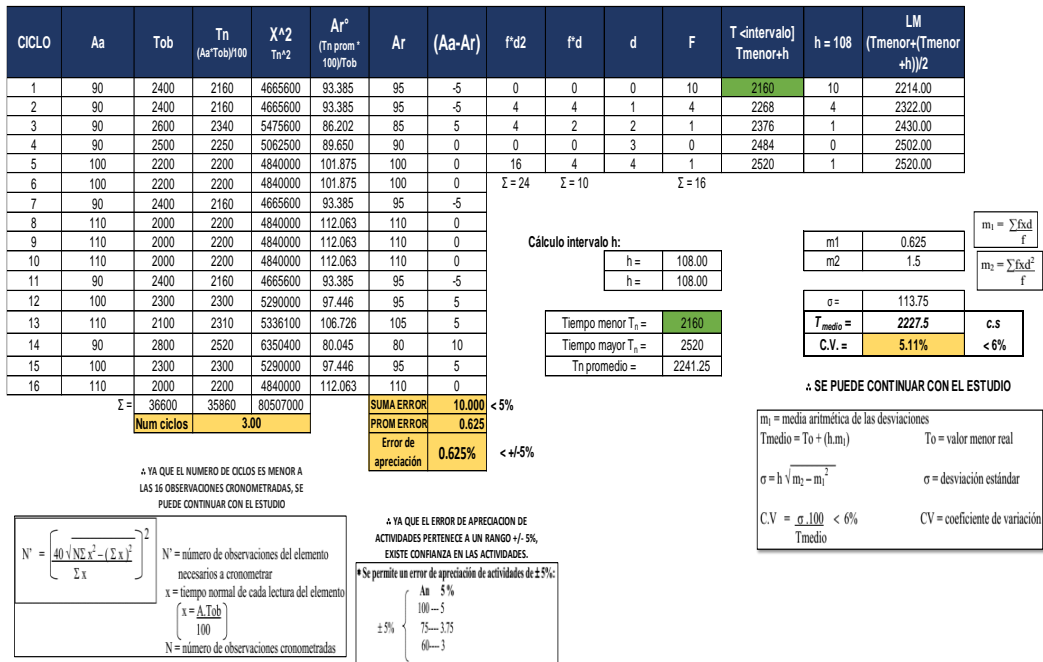 CICLO Aa Tob Tn (Aa*Tob)/100 X^2 Tn^2 Ar° (Tn prom * 100)/Tob Ar (Aa-Ar) f*d2 f*d d F T <intervalo] Tmenor+h h = 108 LM (Tmenor+(Tmenor +h))/2
1 90 2400 2160 4665600 93.385 95 -5 0 0 0 10 2160 10 2214.00
2 90 2400 2160 4665600 93.385 95 -5 4 4 1 4 2268 4 2322.00
3 90 2600 2340 5475600 86.202 85 5 4 2 2 1 2376 1 2430.00
4 90 2500 2250 5062500 89.650 90 0 0 0 3 0 2484 0 2502.00
5 100 2200 2200 4840000 101.875 100 0 16 4 4 1 2520 1 2520.00
6 100 2200 2200 4840000 101.875 100 0 Σ = 24 Σ = 10 Σ = 16
7 90 2400 2160 4665600 93.385 95 -5
8 110 2000 2200 4840000 112.063 110 0
9 110 2000 2200 4840000 112.063 110 0
10 110 2000 2200 4840000 112.063 110 0
11 90 2400 2160 4665600 93.385 95 -5
12 100 2300 2300 5290000 97.446 95 5
13 110 2100 2310 5336100 106.726 105 5
14 90 2800 2520 6350400 80.045 80 10
15 100 2300 2300 5290000 97.446 95 5
16 110 2000 2200 4840000 112.063 110 0
Σ = 36600 35860 80507000 SUMA ERROR 10.000 < 5%
Num ciclos 3.00 PROM ERROR 0.625
Error de apreciación 0.625% < +/-5%
Cálculo intervalo h:
h = 108.00
h = 108.00
Tiempo menor Tn = 2160
Tiempo mayor Tn = 2520
Tn promedio = 2241.25
m1 0.625
m2 1.5
m₁ = ∑fxd
f
m₂ = ∑fxd²
f
σ = 113.75
Tmedio = 2227.5 c.s
C.V. = 5.11% < 6%
∴ SE PUEDE CONTINUAR CON EL ESTUDIO
m₁ = media aritmética de las desviaciones
Tmedio = To + (h.m₁) To = valor menor real
σ = h √ m₂ – m₁² σ = desviación estándar
C.V = σ .100 < 6% CV = coeficiente de variación
Tmedio
∴ YA QUE EL NUMERO DE CICLOS ES MENOR A
LAS 16 OBSERVACIONES CRONOMETRADAS, SE
PUEDE CONTINUAR CON EL ESTUDIO
N' = (40 √ NΣ x² – ( Σ x )²)²
Σ x
N' = número de observaciones del elemento
necesarios a cronometrar
x = tiempo normal de cada lectura del elemento
(x = A.Tob)
100
N = número de observaciones cronometradas
∴ YA QUE EL ERROR DE APRECIACION DE
ACTIVIDADES PERTENECE A UN RANGO +/- 5%,
EXISTE CONFIANZA EN LAS ACTIVIDADES.
* Se permite un error de apreciación de actividades de ± 5%:
An 5 %
100 --- 5
± 5% 75---- 3.75
60---- 3